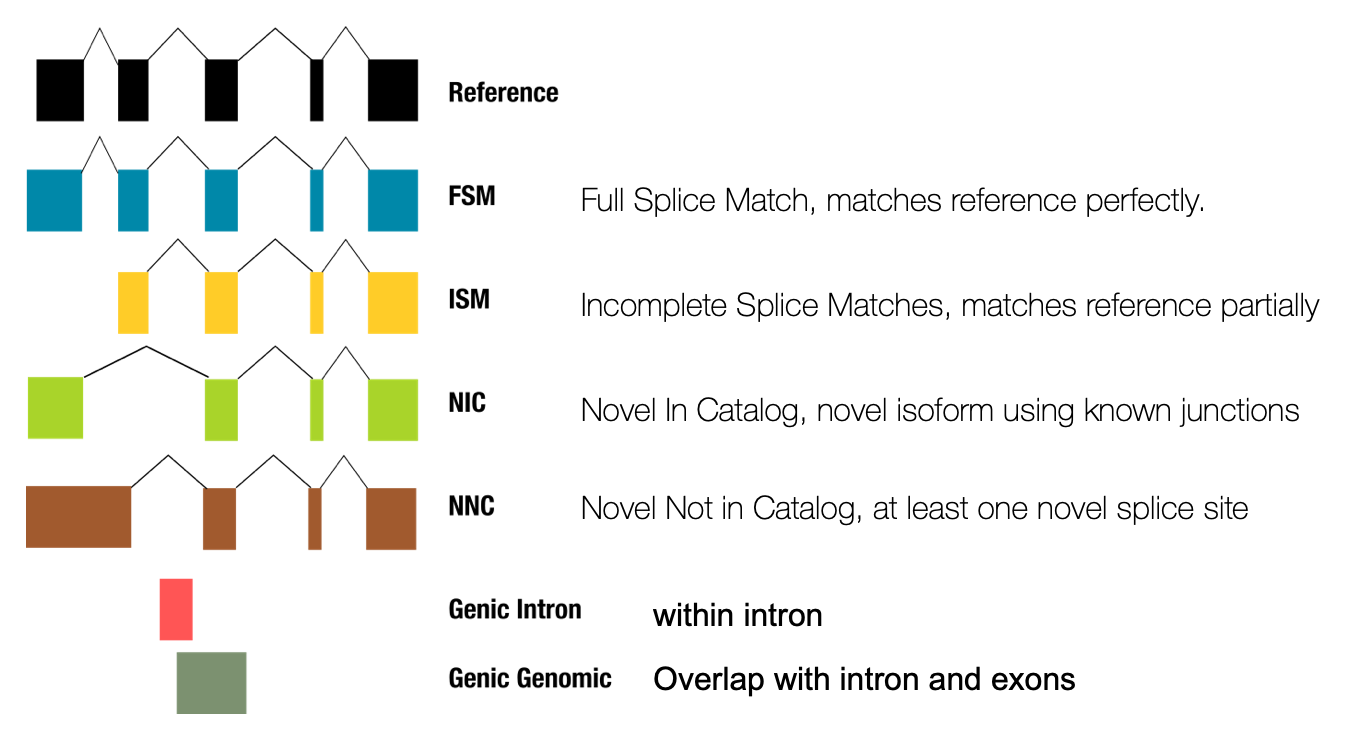 Reference
FSM Full Splice Match, matches reference perfectly.
ISM Incomplete Splice Matches, matches reference partially
NIC Novel In Catalog, novel isoform using known junctions
NNC Novel Not in Catalog, at least one novel splice site
Genic Intron within intron
Genic Genomic Overlap with intron and exons